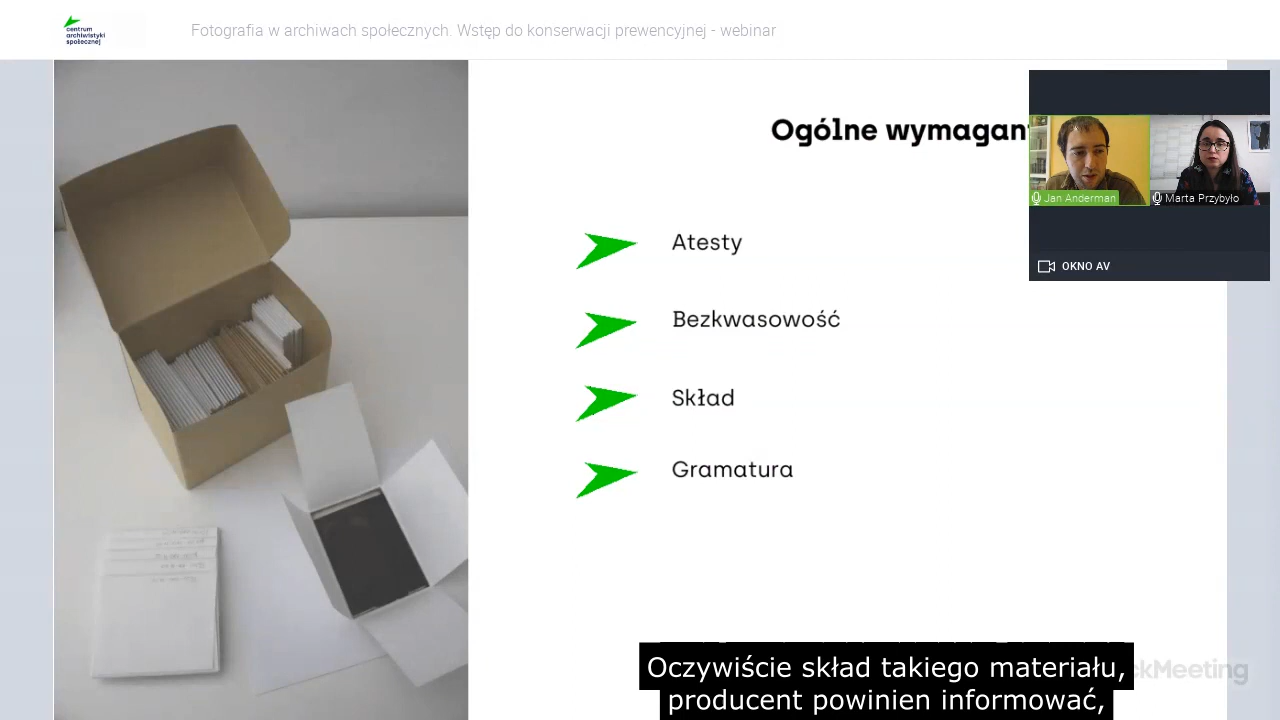 centrum
archiwistyki
społecznej
Fotografia w archiwach społecznych. Wstęp do konserwacji prewencyjnej - webinar
Ogólne
Jan Anderman
Marta Przybyło
OKNO AV
Atesty
Bezkwasowość
Skład
Gramatura
Oczywiście skład takiego materiału,
producent powinien informować,